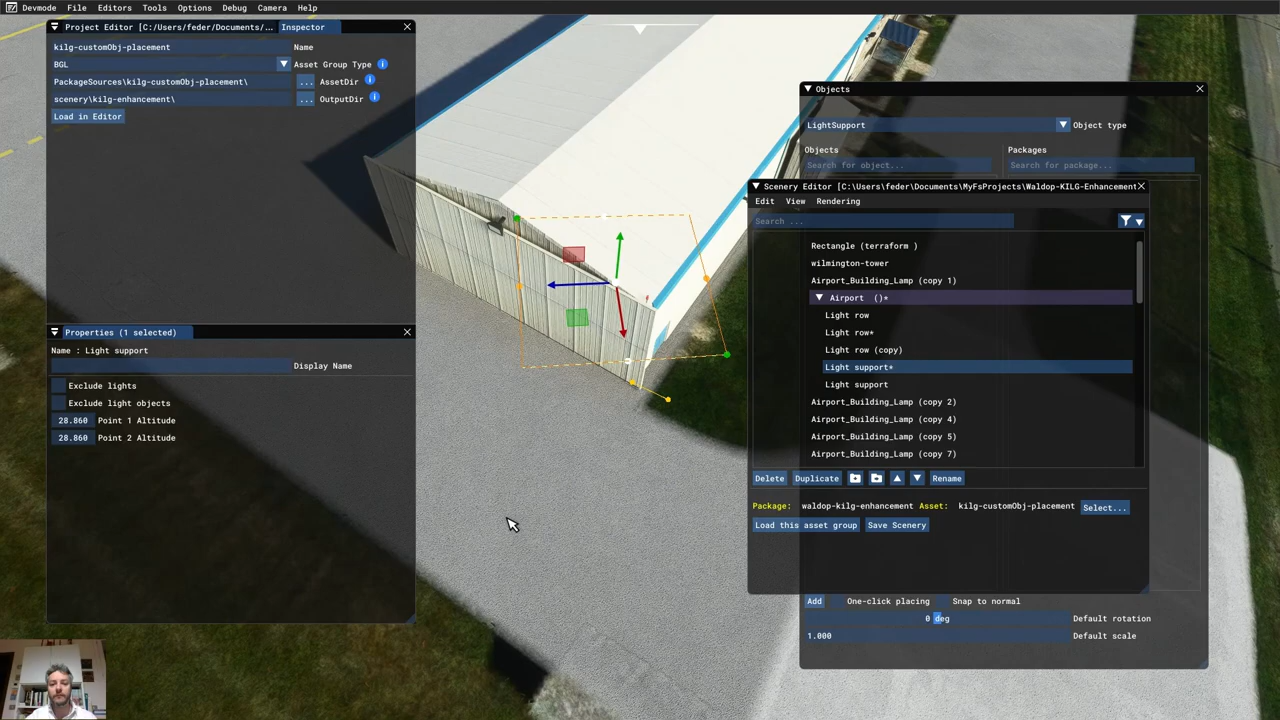 Devmode File Editors Tools Options Debug Camera Help
Project Editor [C:/Users/feder/Documents/... Inspector
kilg-customObj-placement Name
BGL Asset Group Type
PackageSources\kilg-customObj-placement\ ... AssetDir
scenery\kilg-enhancement\ ... OutputDir
Load in Editor
Properties (1 selected)
Name : Light support
Display Name
Exclude lights
Exclude light objects
28.860 Point 1 Altitude
28.860 Point 2 Altitude
Objects
LightSupport Object type
Objects Packages
Search for object... Search for package...
Scenery Editor [C:\Users\feder\Documents\MyFsProjects\Waldop-KILG-Enhancement
Edit View Rendering
Search ...
Rectangle (terraform )
wilmington-tower
Airport_Building_Lamp (copy 1)
Airport ()*
Light row
Light row*
Light row (copy)
Light support*
Light support
Airport_Building_Lamp (copy 2)
Airport_Building_Lamp (copy 4)
Airport_Building_Lamp (copy 5)
Airport_Building_Lamp (copy 7)
Delete Duplicate Rename
Package: waldop-kilg-enhancement Asset: kilg-customObj-placement Select...
Load this asset group Save Scenery
Add One-click placing Snap to normal
0 deg Default rotation
1.000 Default scale